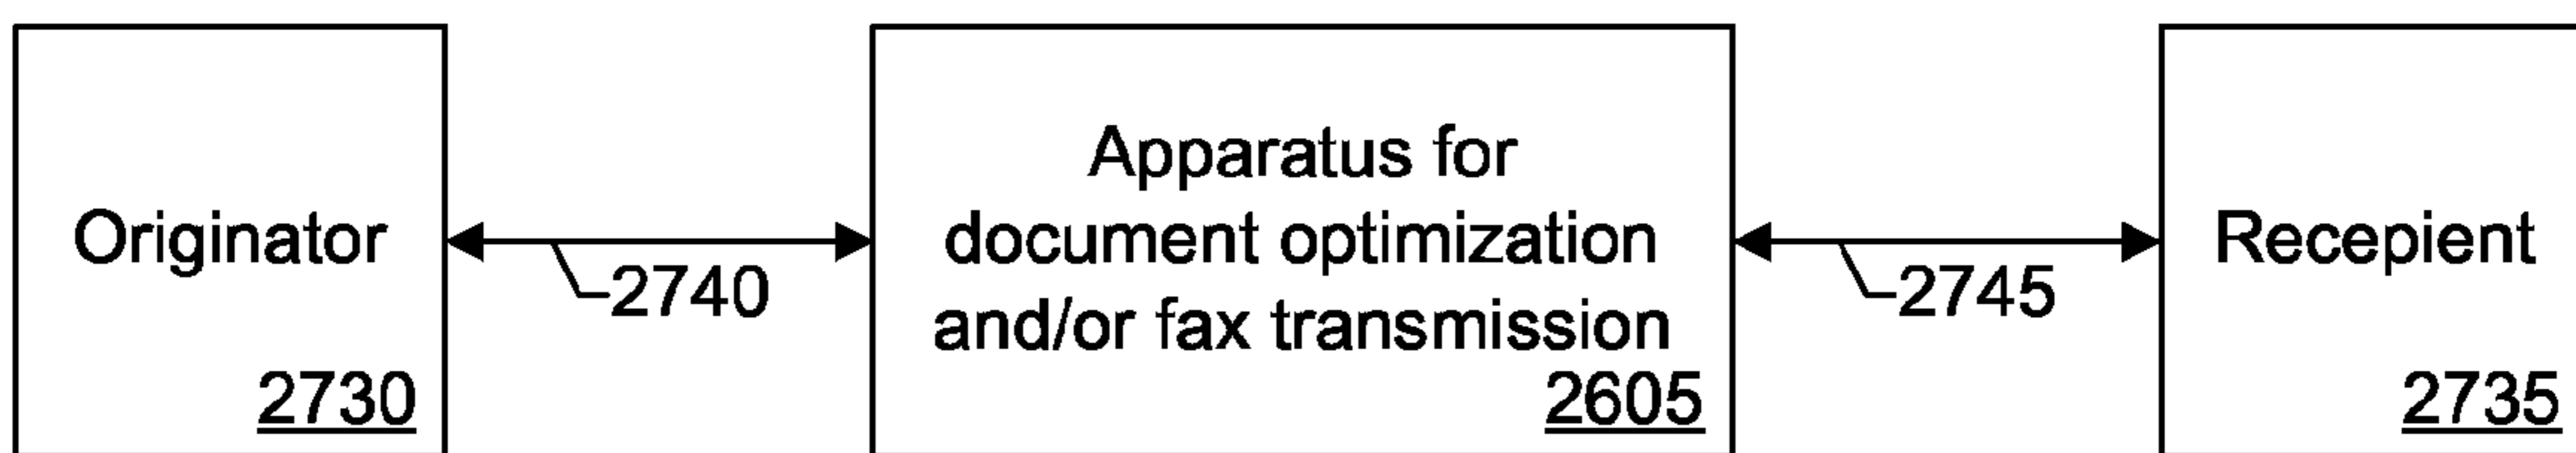 Originator
2730
2740
Apparatus for
document optimization
and/or fax transmission
2605
2745
Recepient
2735